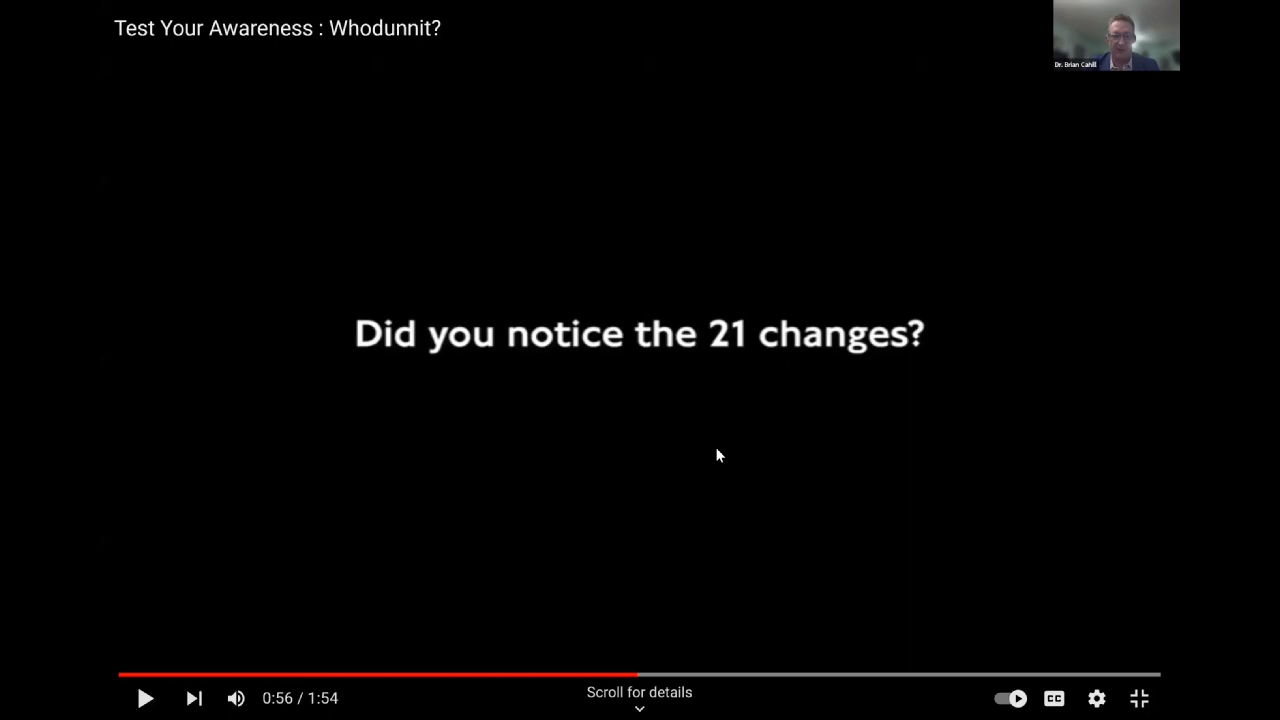 Test Your Awareness : Whodunnit?
Dr. Brian Cahill
Did you notice the 21 changes?
0:56 / 1:54
Scroll for details
CC